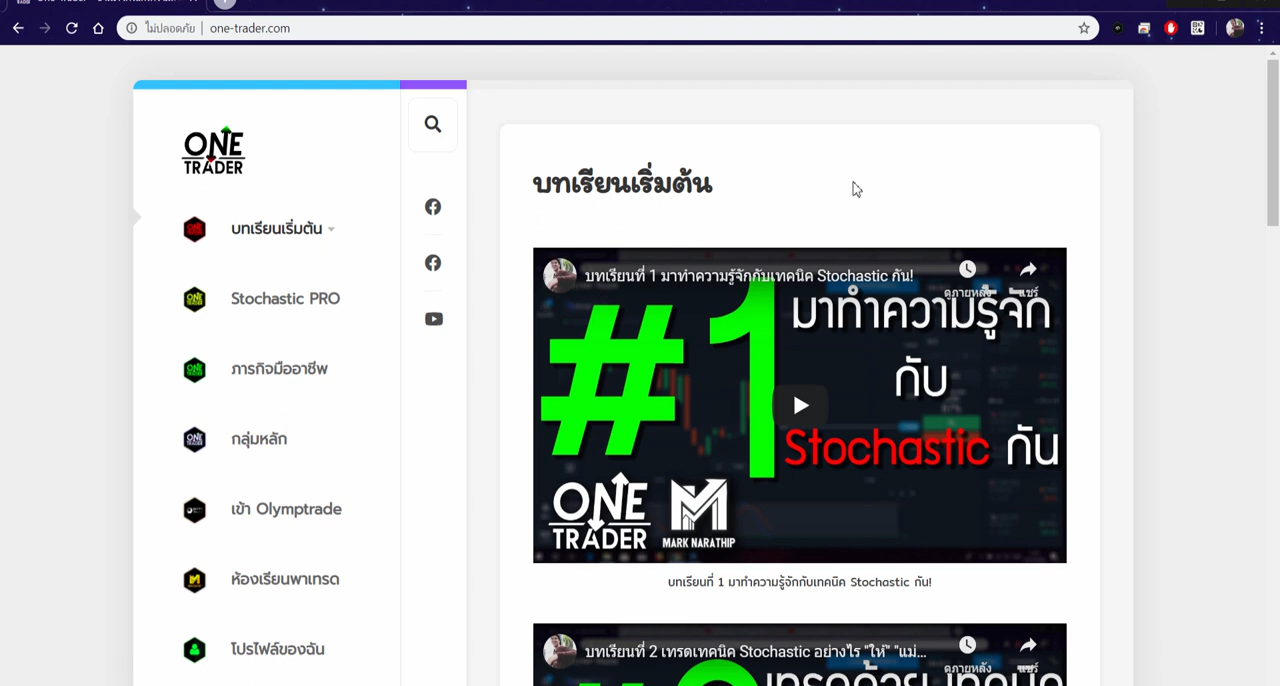 ไม่ปลอดภัย | one-trader.com
ONE
TRADER
บทเรียนเริ่มต้น
Stochastic PRO
ภารกิจมืออาชีพ
กลุ่มหลัก
เข้า Olymptrade
ห้องเรียนพาเทรด
โปรไฟล์ของฉัน
บทเรียนเริ่มต้น
บทเรียนที่ 1 มาทำความรู้จักกับเทคนิค Stochastic กัน!
ดูภายหลัง
แชร์
#1
มาทำความรู้จัก
กับ
Stochastic กัน
ONE
TRADER
MARK NARATHIP
บทเรียนที่ 1 มาทำความรู้จักกับเทคนิค Stochastic กัน!
บทเรียนที่ 2 เทรดเทคนิค Stochastic อย่างไร "ให้" "แม่...
ดูภายหลัง
แชร์